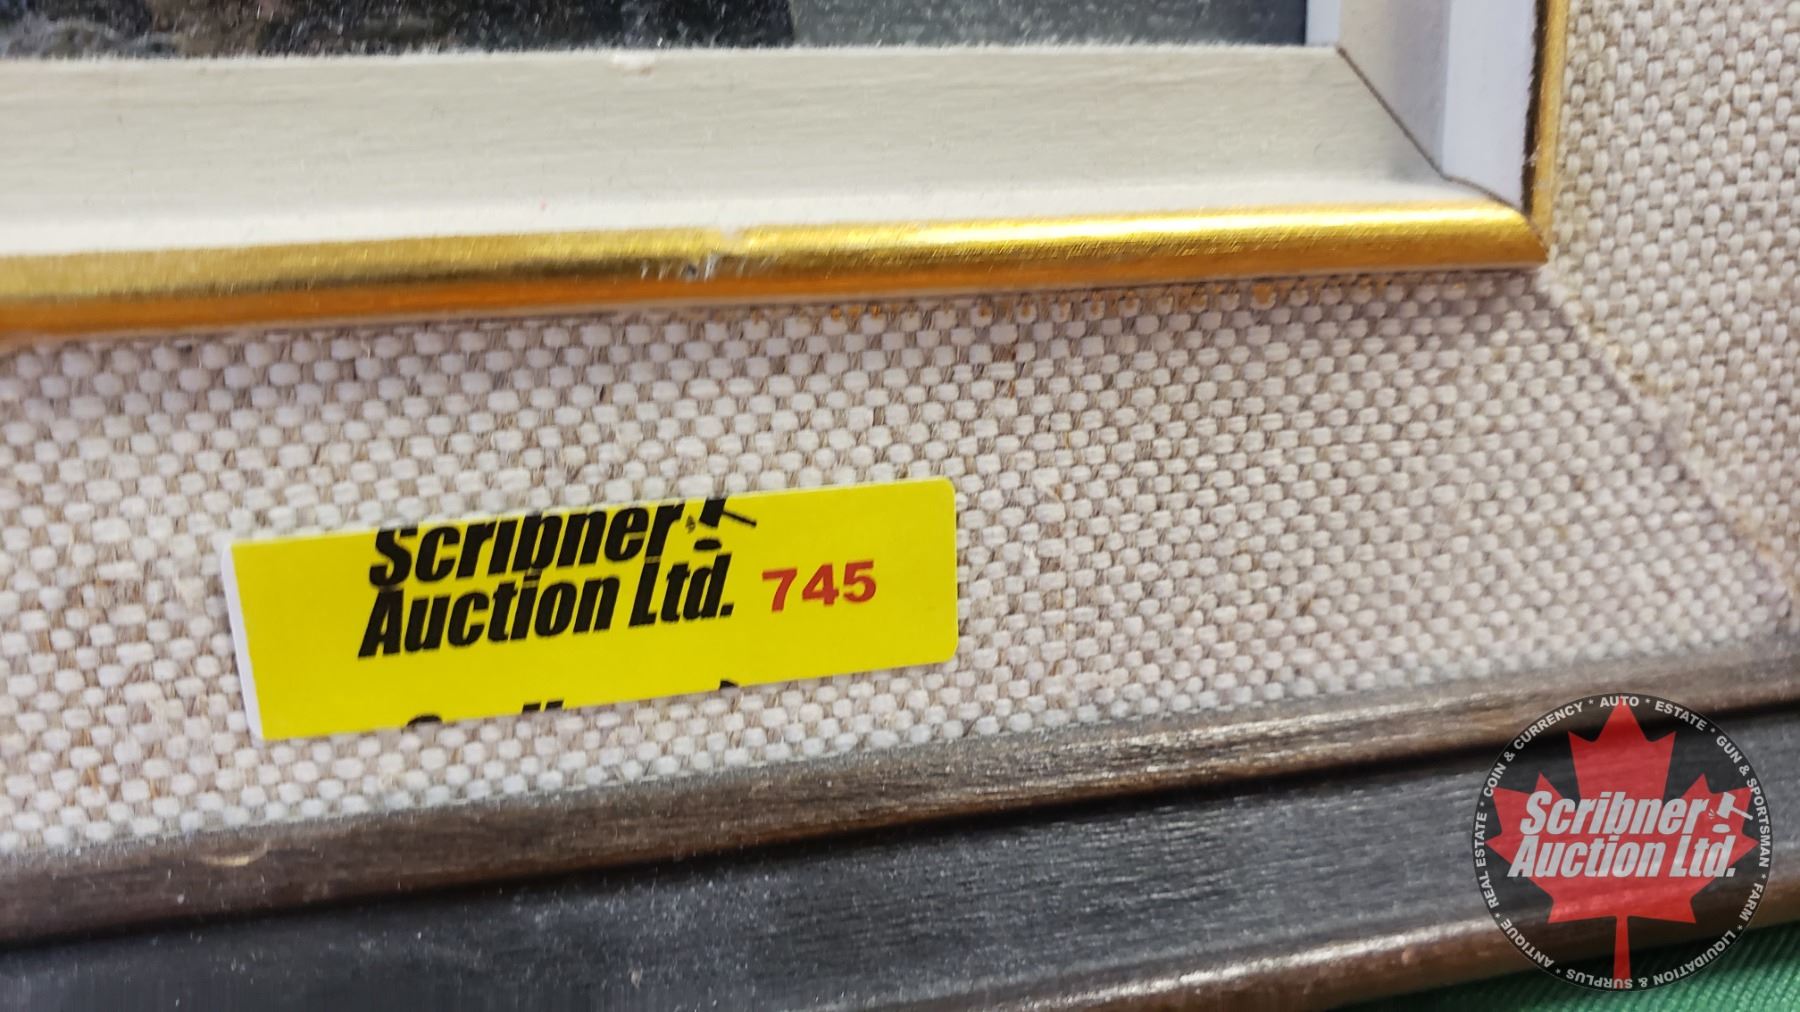 Scribner
Auction Ltd. 745
COIN & CURRENCY * AUTO * ESTATE * GUN & SPORTSMAN * FARM * LIQUIDATION & SURPLUS * ANTIQUE * REAL ESTATE *
Scribner
Auction Ltd.